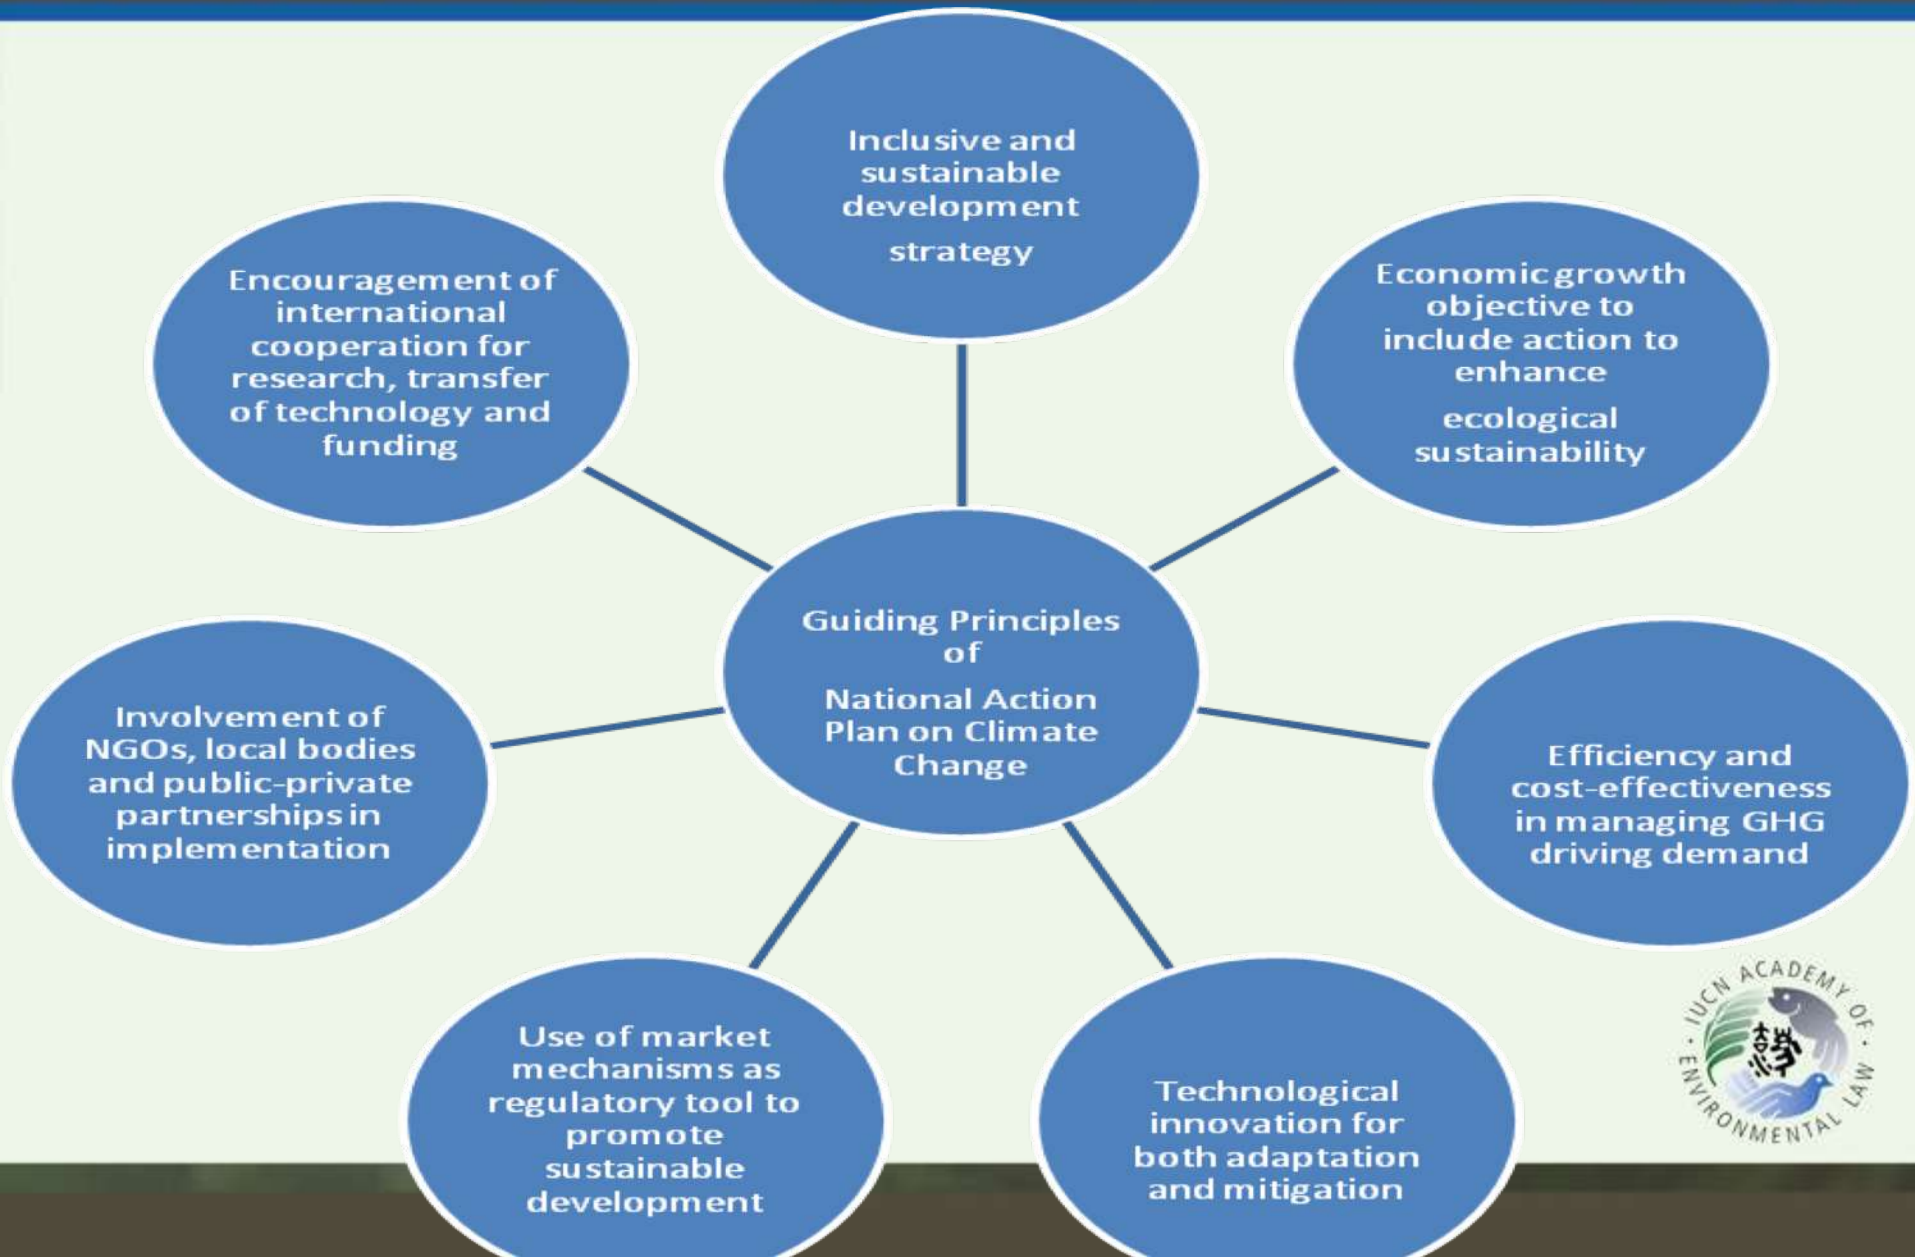 Inclusive and
sustainable
development
strategy
Economic growth
objective to
include action to
enhance
ecological
sustainability
Efficiency and
cost-effectiveness
in managing GHG
driving demand
Technological
innovation for
both adaptation
and mitigation
Use of market
mechanisms as
regulatory tool to
promote
sustainable
development
Involvement of
NGOs, local bodies
and public-private
partnerships in
implementation
Encouragement of
international
cooperation for
research, transfer
of technology and
funding
Guiding Principles
of
National Action
Plan on Climate
Change
IUCN ACADEMY OF
ENVIRONMENTAL LAW